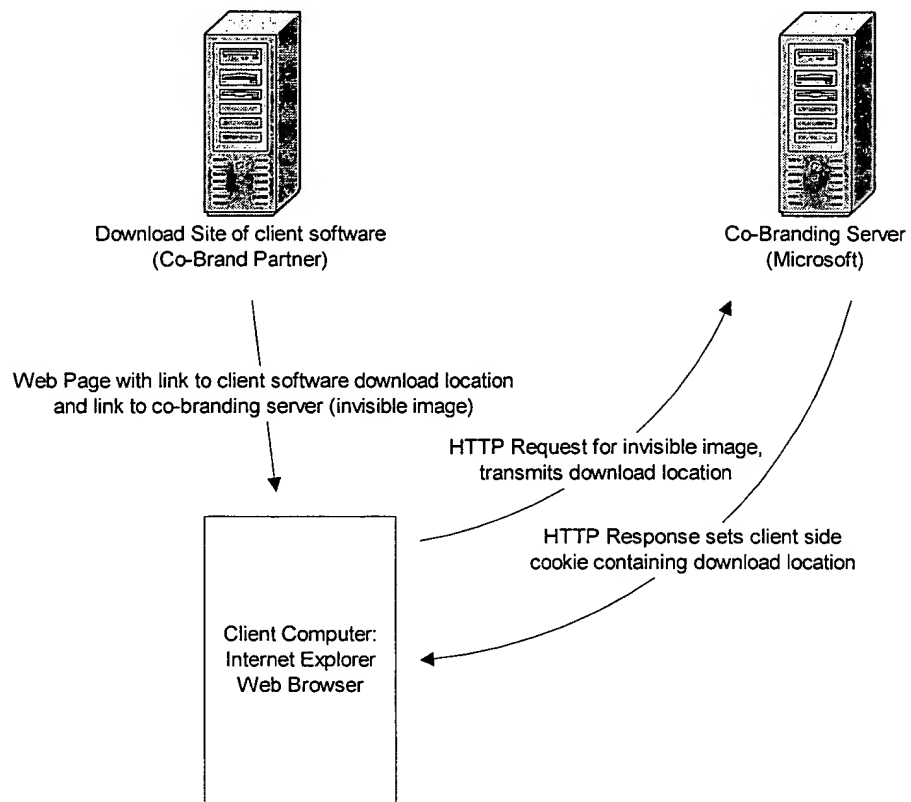 Download Site of client software
(Co-Brand Partner)
Co-Branding Server
(Microsoft)
Web Page with link to client software download location
and link to co-branding server (invisible image)
HTTP Request for invisible image,
transmits download location
HTTP Response sets client side
cookie containing download location
Client Computer:
Internet Explorer
Web Browser